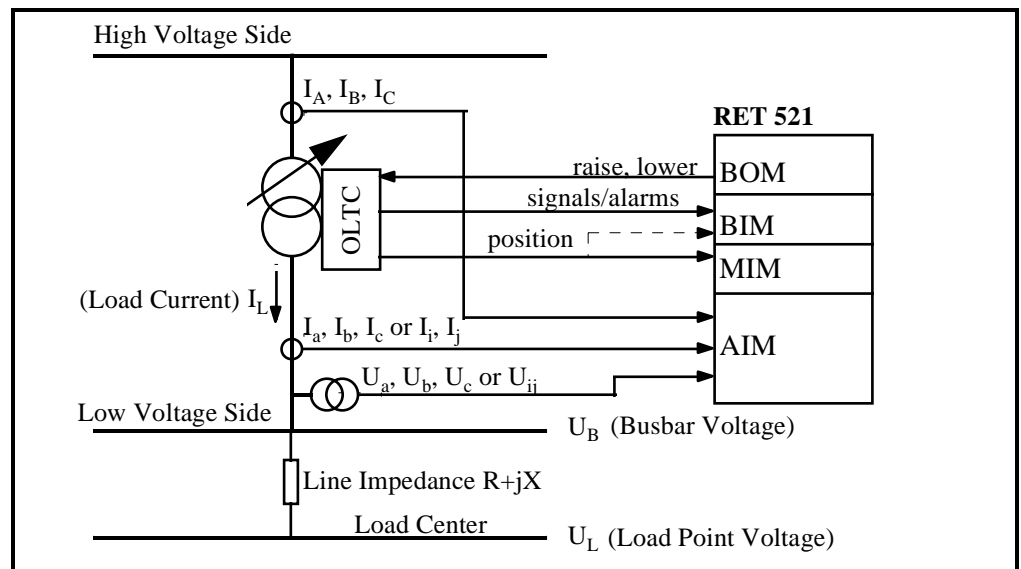 High Voltage Side
I_A, I_B, I_C
RET 521
raise, lower
BOM
signals/alarms
BIM
OLTC
position
MIM
(Load Current) I_L
I_a, I_b, I_c or I_i, I_j
AIM
U_a, U_b, U_c or U_ij
Low Voltage Side
U_B (Busbar Voltage)
Line Impedance R+jX
Load Center
U_L (Load Point Voltage)